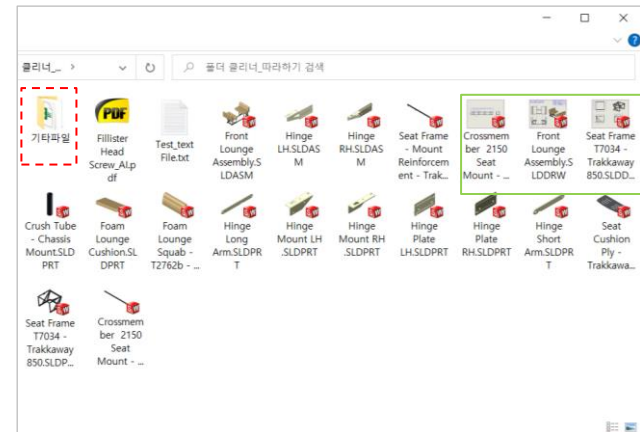 클리너_... >
폴더 클리너_따라하기 검색
기타파일
PDF
Fillister
Head
Screw_Al.p
df
Test_text
File.txt
Front
Lounge
Assembly.S
LDASM
Hinge
LH.SLDAS
M
Hinge
RH.SLDAS
M
Seat Frame
- Mount
Reinforcem
ent - Trak...
Crossmem
ber 2150
Seat
Mount - ...
Front
Lounge
Assembly.S
LDDRW
Seat Frame
T7034 -
Trakkaway
850.SLDD...
Crush Tube
- Chassis
Mount.SLD
PRT
Foam
Lounge
Cushion.SL
DPRT
Foam
Lounge
Squab -
T2762b - ...
Hinge
Long
Arm.SLDPR
T
Hinge
Mount LH
.SLDPRT
Hinge
Mount RH
.SLDPRT
Hinge
Plate
LH.SLDPRT
Hinge
Plate
RH.SLDPRT
Hinge
Short
Arm.SLDPR
T
Seat
Cushion
Ply -
Trakkawa...
Seat Frame
T7034 -
Trakkaway
850.SLDP...
Crossmem
ber 2150
Seat
Mount - ...